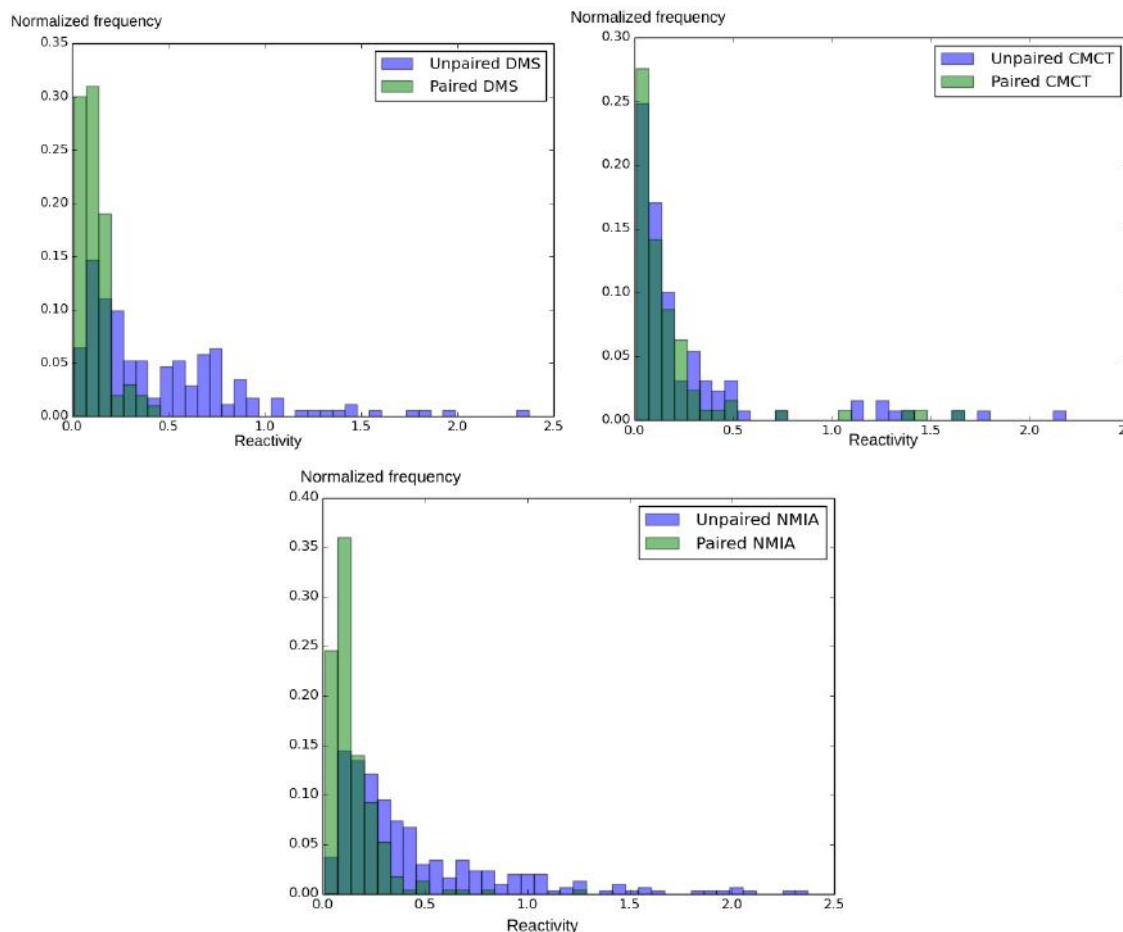 Normalized frequency
0.35
0.30
0.25
0.20
0.15
0.10
0.05
0.00
0.0 0.5 1.0 1.5 2.0 2.5
Reactivity
Unpaired DMS
Paired DMS
Normalized frequency
0.30
0.25
0.20
0.15
0.10
0.05
0.00
0.0 0.5 1.0 1.5 2.0
Reactivity
Unpaired CMCT
Paired CMCT
Normalized frequency
0.40
0.35
0.30
0.25
0.20
0.15
0.10
0.05
0.00
0.0 0.5 1.0 1.5 2.0 2.5
Reactivity
Unpaired NMIA
Paired NMIA